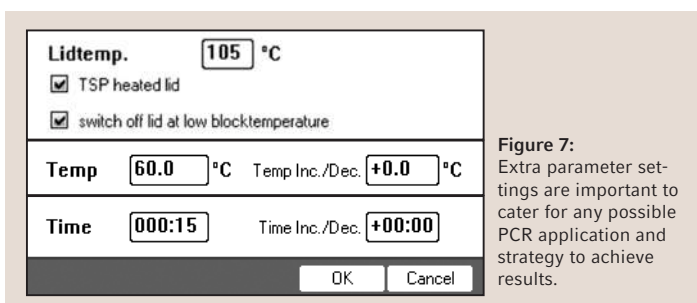 Lidtemp. 105 °C
TSP heated lid
switch off lid at low blocktemperature
Temp 60.0 °C Temp Inc./Dec. +0.0 °C
Time 000:15 Time Inc./Dec. +00:00
OK Cancel
Figure 7:
Extra parameter set-
tings are important to
cater for any possible
PCR application and
strategy to achieve
results.